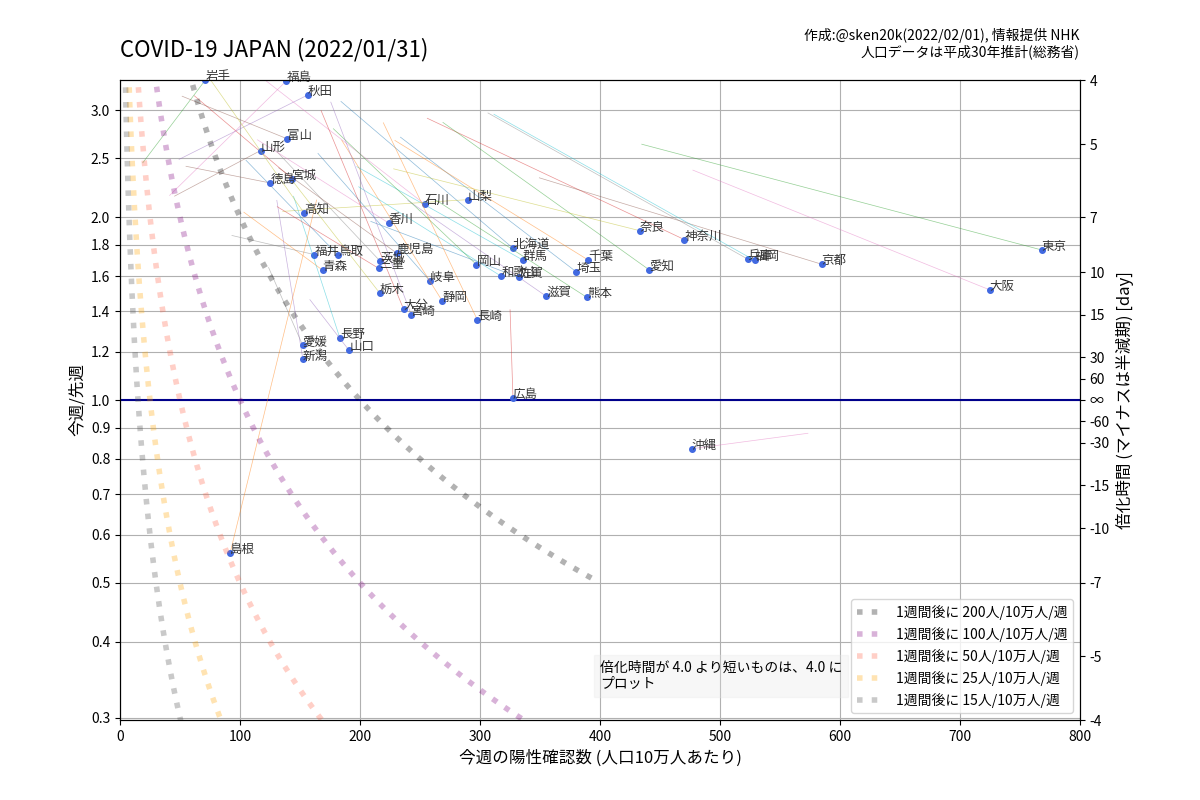 COVID-19 JAPAN (2022/01/31)
作成:@sken20k(2022/02/01), 情報提供 NHK
人口データは平成30年推計(総務省)
岩手
福島
秋田
富山
山形
徳島
宮城
高知
石川
山梨
香川
奈良
神奈川
東京
福井
鳥取
鹿児島
北海道
群馬
千葉
京都
青森
三重
岡山
埼玉
愛知
岐阜
大阪
栃木
静岡
滋賀
熊本
大分
宮崎
長崎
愛媛
長野
山口
新潟
広島
沖縄
島根
3.0
2.5
2.0
1.8
1.6
1.4
1.2
1.0
0.9
0.8
0.7
0.6
0.5
0.4
0.3
今週/先週
4
5
7
10
15
30
60
∞
-60
-30
-15
-10
-7
-5
-4
倍化時間 (マイナスは半減期) [day]
倍化時間が 4.0 より短いものは、4.0 に
プロット
1週間後に 200人/10万人/週
1週間後に 100人/10万人/週
1週間後に 50人/10万人/週
1週間後に 25人/10万人/週
1週間後に 15人/10万人/週
0 100 200 300 400 500 600 700 800
今週の陽性確認数 (人口10万人あたり)